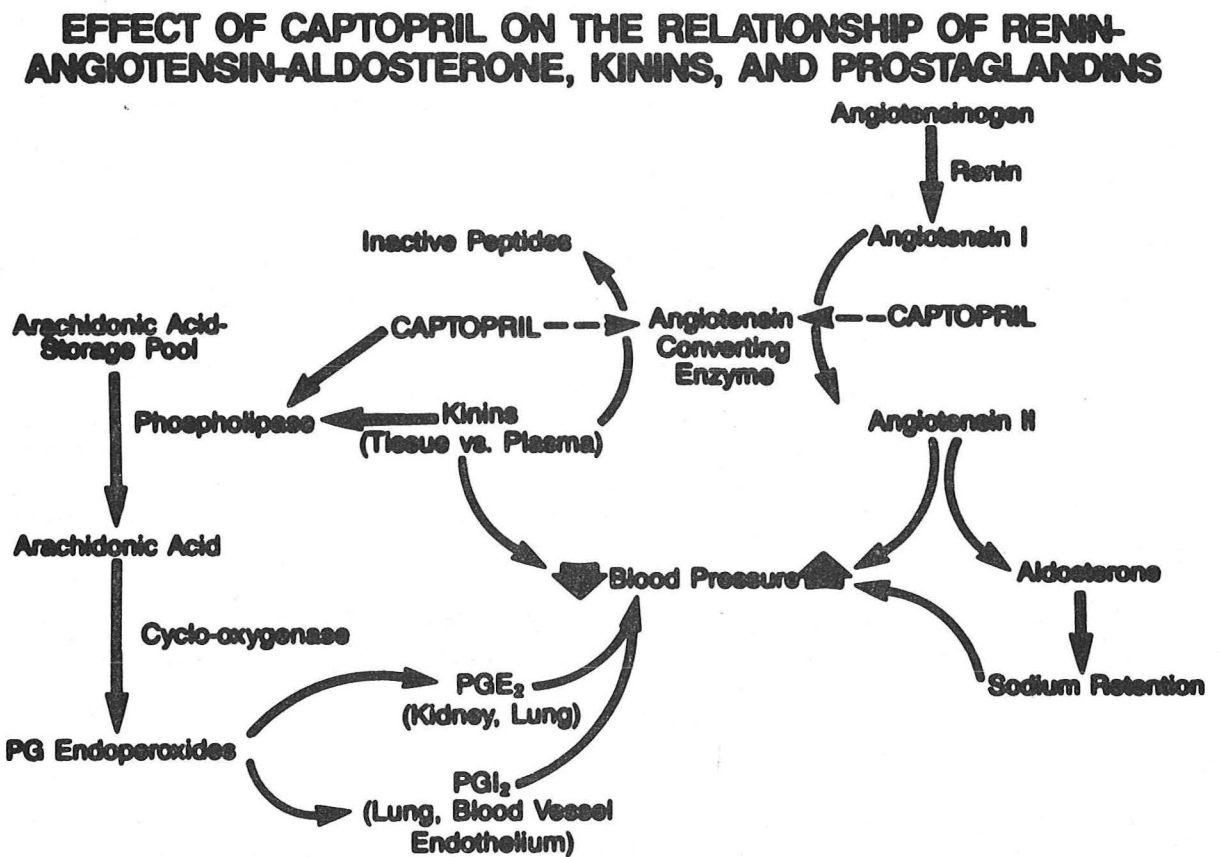 EFFECT OF CAPTOPRIL ON THE RELATIONSHIP OF RENIN-
ANGIOTENSIN-ALDOSTERONE, KININS, AND PROSTAGLANDINS
Angiotensinogen
Renin
Angiotensin I
Inactive Peptides
Arachidonic Acid-
Storage Pool
CAPTOPRIL
Angiotensin
Converting
Enzyme
CAPTOPRIL
Phospholipase
Kinins
(Tissue vs. Plasma)
Angiotensin II
Arachidonic Acid
Blood Pressure
Aldosterone
Cyclo-oxygenase
PGE₂
(Kidney, Lung)
Sodium Retention
PG Endoperoxides
PGI₂
(Lung, Blood Vessel
Endothelium)